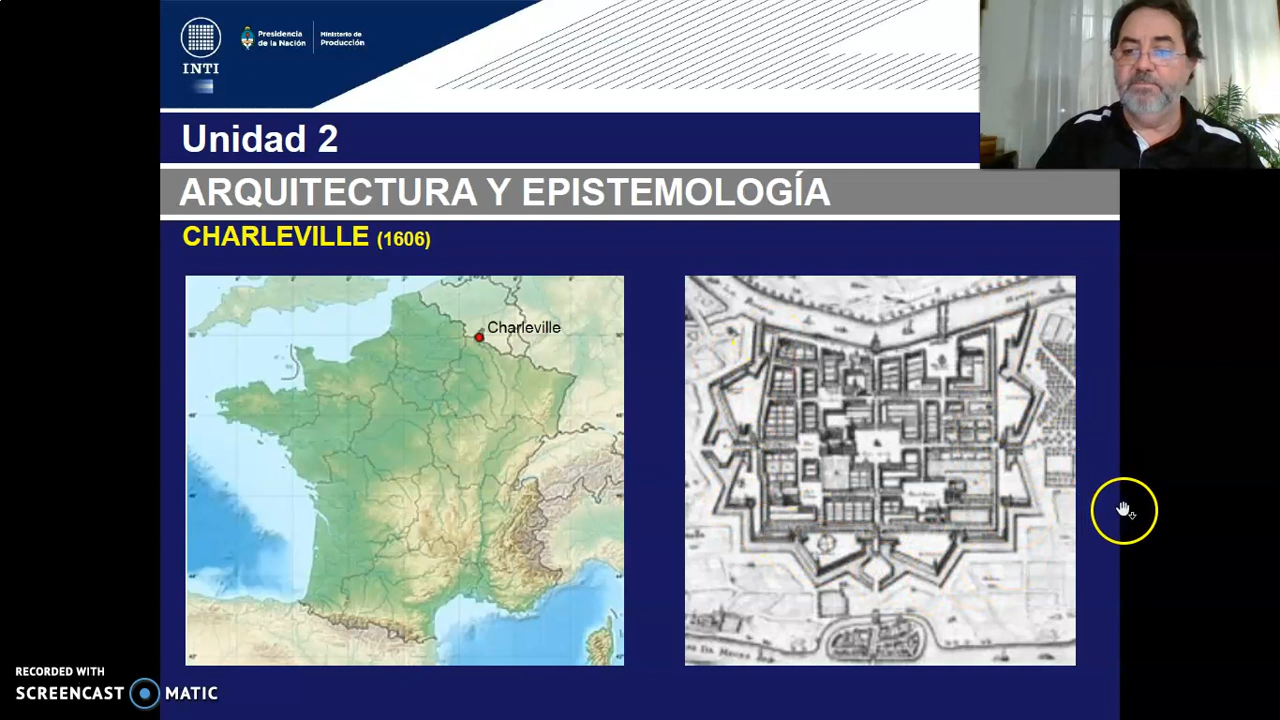 INTI
Presidencia
de la Nación
Ministerio de
Producción
Unidad 2
ARQUITECTURA Y EPISTEMOLOGÍA
CHARLEVILLE (1606)
Charleville
RECORDED WITH
SCREENCAST MATIC